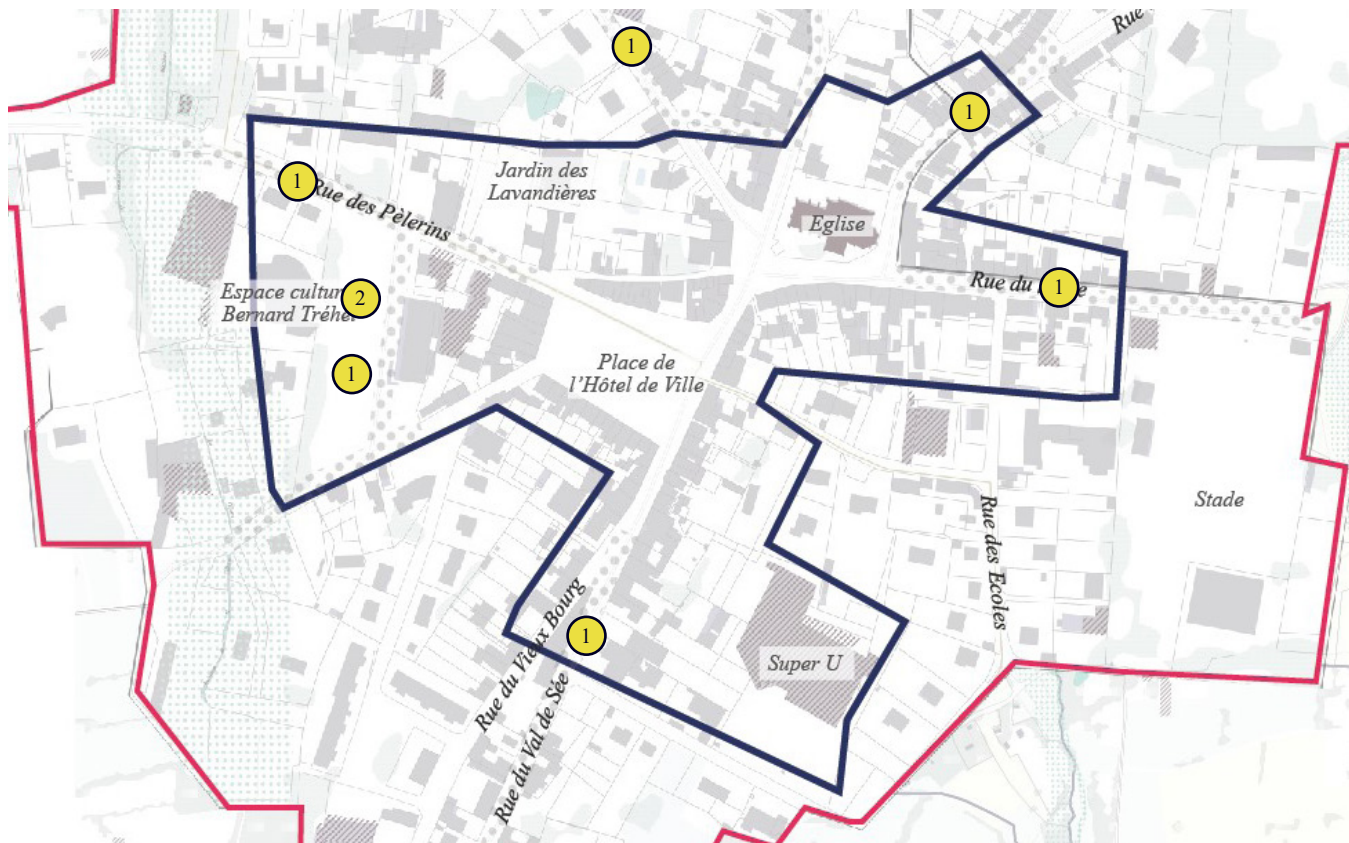 1
Rue
1
Jardin des
Lavandières
1
Rue des Pèlerins
Eglise
Rue du
1
Espace cultur
Bernard Tréhet
2
1
Place de
l'Hôtel de Ville
Stade
Rue des Ecoles
Rue du Vieux Bourg
1
Super U
Rue du Val de Sée